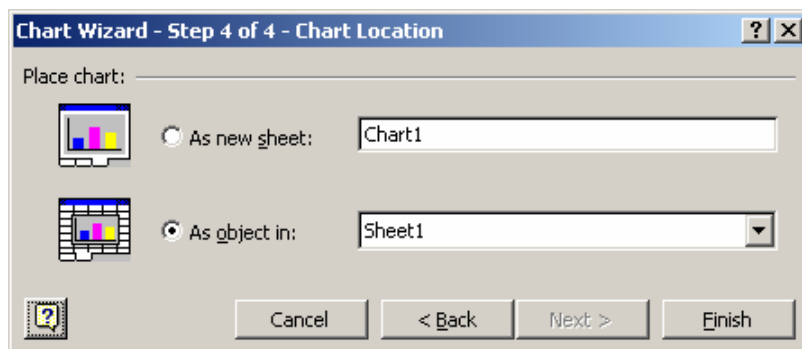 Chart Wizard - Step 4 of 4 - Chart Location
Place chart:
As new sheet: Chart1
As object in: Sheet1
Cancel < Back Next > Finish